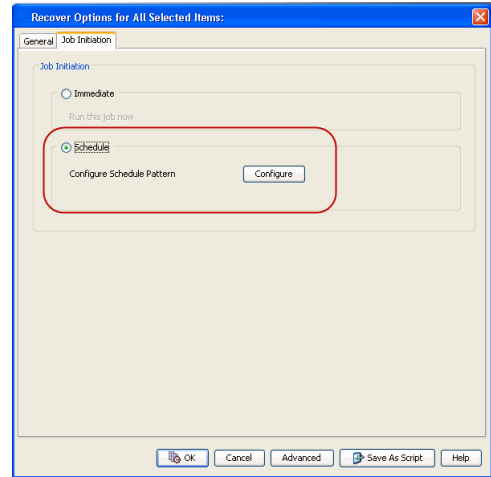 Recover Options for All Selected Items:
General Job Initiation
Job Initiation
Immediate
Run this job now
Schedule
Configure Schedule Pattern Configure
OK Cancel Advanced Save As Script Help